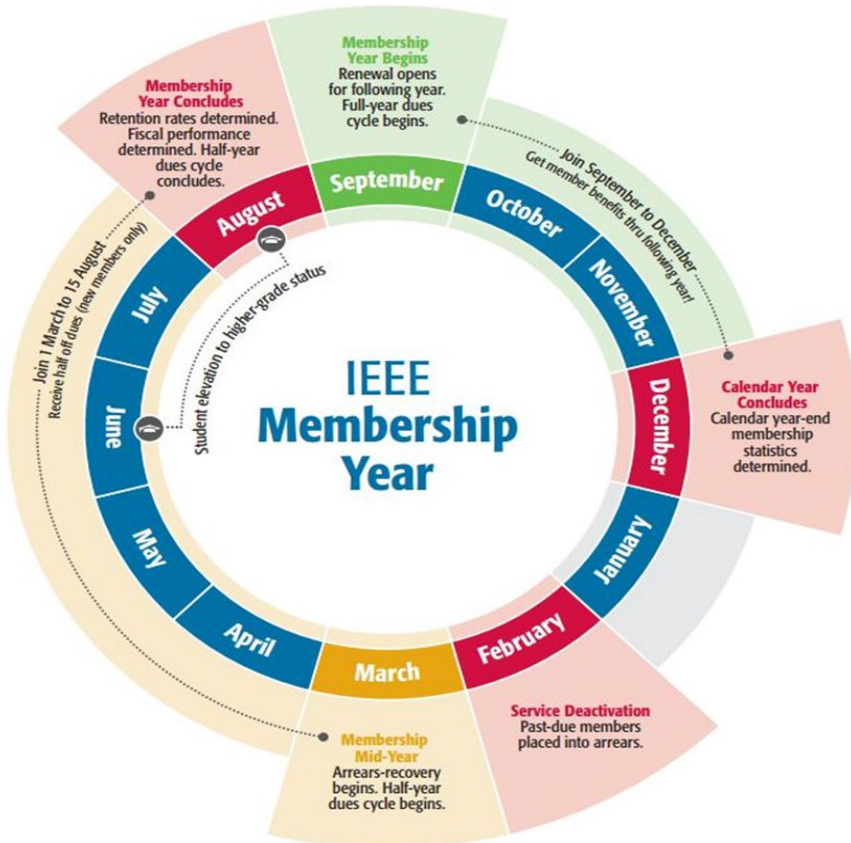 Membership
Year Begins
Renewal opens
for following year.
Full-year dues
cycle begins.
September
October
November
Join September to December
Get member benefits thru following year!
December
Calendar Year
Concludes
Calendar year-end
membership
statistics
determined.
January
February
Service Deactivation
Past-due members
placed into arrears.
March
Membership
Mid-Year
Arrears-recovery
begins. Half-year
dues cycle begins.
April
May
June
July
Join 1 March to 15 August
Receive half off dues (new members only)
August
Membership
Year Concludes
Retention rates determined.
Fiscal performance
determined. Half-year
dues cycle
concludes.
Student elevation to higher-grade status
IEEE
Membership
Year